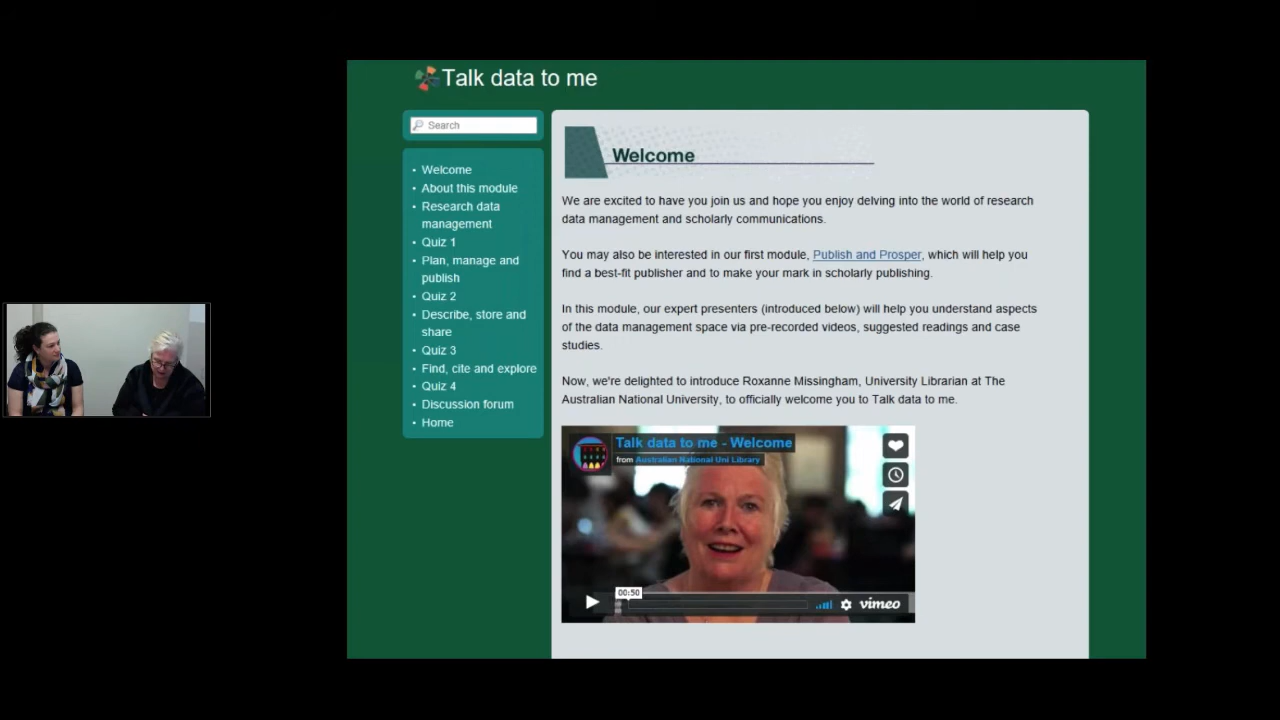 Talk data to me
Search
Welcome
About this module
Research data
management
Quiz 1
Plan, manage and
publish
Quiz 2
Describe, store and
share
Quiz 3
Find, cite and explore
Quiz 4
Discussion forum
Home
Welcome
We are excited to have you join us and hope you enjoy delving into the world of research
data management and scholarly communications.
You may also be interested in our first module, Publish and Prosper, which will help you
find a best-fit publisher and to make your mark in scholarly publishing.
In this module, our expert presenters (introduced below) will help you understand aspects
of the data management space via pre-recorded videos, suggested readings and case
studies.
Now, we're delighted to introduce Roxanne Missingham, University Librarian at The
Australian National University, to officially welcome you to Talk data to me.
Talk data to me - Welcome
from Australian National Uni Library
00:50
vimeo